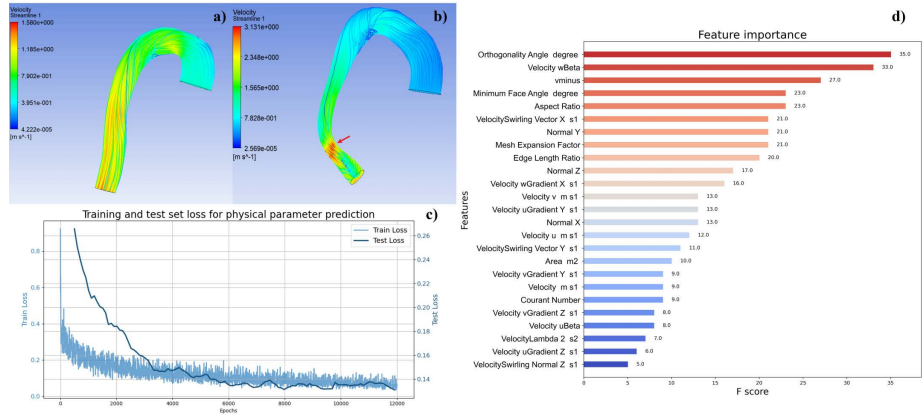 Velocity
Streamline 1
a)
1.580e+000
1.185e+000
7.902e-001
3.951e-001
4.222e-005
[m s^-1]
Velocity
Streamline 1
b)
3.131e+000
2.348e+000
1.565e+000
7.828e-001
2.569e-005
[m s^-1]
Training and test set loss for physical parameter prediction
c)
Train Loss
Test Loss
Train Loss
0.8
0.6
0.4
0.2
0.0
0.26
0.24
0.22
0.20
0.18
0.16
0.14
Test Loss
0
2000
4000
6000
8000
10000
12000
Epochs
d)
Feature importance
Features
Orthogonality Angle degree
35.0
Velocity wBeta
33.0
vminus
27.0
Minimum Face Angle degree
23.0
Aspect Ratio
23.0
VelocitySwirling Vector X s1
21.0
Normal Y
21.0
Mesh Expansion Factor
21.0
Edge Length Ratio
20.0
Normal Z
17.0
Velocity wGradient X s1
16.0
Velocity v m s1
13.0
Velocity uGradient Y s1
13.0
Normal X
13.0
Velocity u m s1
12.0
VelocitySwirling Vector Y s1
11.0
Area m2
10.0
Velocity vGradient Y s1
9.0
Velocity m s1
9.0
Courant Number
9.0
Velocity vGradient Z s1
8.0
Velocity uBeta
8.0
VelocityLambda 2 s2
7.0
Velocity uGradient Z s1
6.0
VelocitySwirling Normal Z s1
5.0
0
5
10
15
20
25
30
35
F score